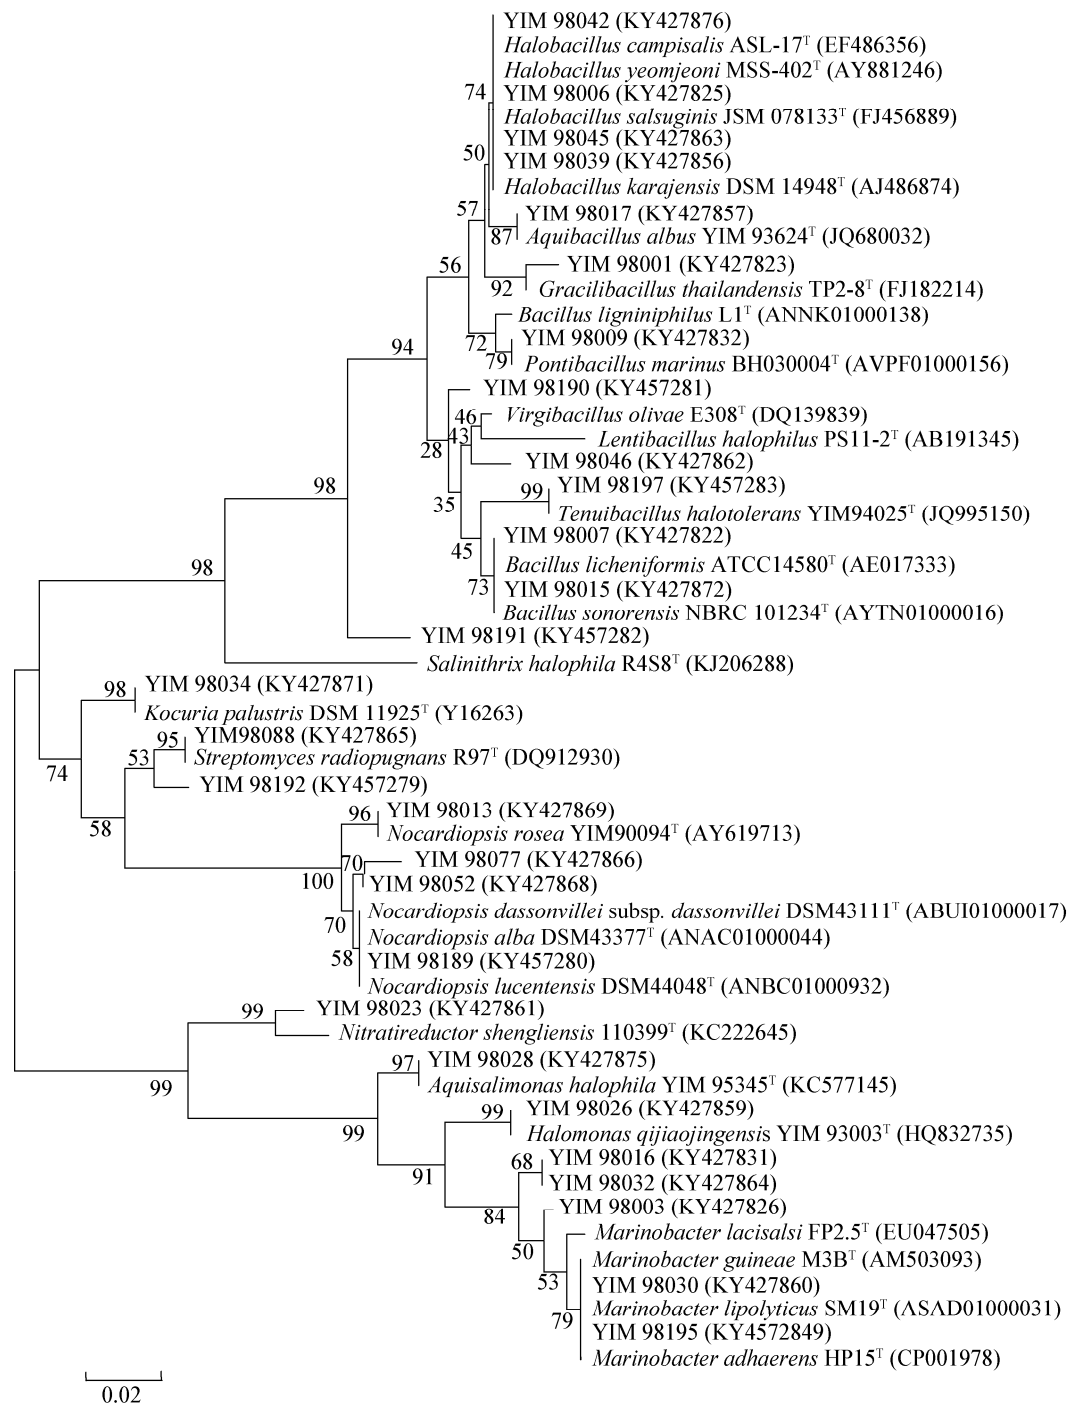 YIM 98042 (KY427876)
Halobacillus campisalis ASL-17ᵀ (EF486356)
Halobacillus yeomjeoni MSS-402ᵀ (AY881246)
74
YIM 98006 (KY427825)
Halobacillus salsuginis JSM 078133ᵀ (FJ456889)
YIM 98045 (KY427863)
50
YIM 98039 (KY427856)
Halobacillus karajensis DSM 14948ᵀ (AJ486874)
57
YIM 98017 (KY427857)
87
Aquibacillus albus YIM 93624ᵀ (JQ680032)
56
YIM 98001 (KY427823)
92
Gracilibacillus thailandensis TP2-8ᵀ (FJ182214)
Bacillus ligniniphilus L1ᵀ (ANNK01000138)
72
YIM 98009 (KY427832)
94
79
Pontibacillus marinus BH030004ᵀ (AVPF01000156)
YIM 98190 (KY457281)
46
Virgibacillus olivae E308ᵀ (DQ139839)
43
Lentibacillus halophilus PS11-2ᵀ (AB191345)
28
YIM 98046 (KY427862)
98
99
YIM 98197 (KY457283)
35
Tenuibacillus halotolerans YIM94025ᵀ (JQ995150)
YIM 98007 (KY427822)
45
Bacillus licheniformis ATCC14580ᵀ (AE017333)
98
73
YIM 98015 (KY427872)
Bacillus sonorensis NBRC 101234ᵀ (AYTN01000016)
YIM 98191 (KY457282)
Salinithrix halophila R4S8ᵀ (KJ206288)
98
YIM 98034 (KY427871)
Kocuria palustris DSM 11925ᵀ (Y16263)
95
YIM98088 (KY427865)
53
Streptomyces radiopugnans R97ᵀ (DQ912930)
74
YIM 98192 (KY457279)
58
96
YIM 98013 (KY427869)
Nocardiopsis rosea YIM90094ᵀ (AY619713)
70
YIM 98077 (KY427866)
100
YIM 98052 (KY427868)
Nocardiopsis dassonvillei subsp. dassonvillei DSM43111ᵀ (ABUI01000017)
70
Nocardiopsis alba DSM43377ᵀ (ANAC01000044)
58
YIM 98189 (KY457280)
Nocardiopsis lucentensis DSM44048ᵀ (ANBC01000932)
99
YIM 98023 (KY427861)
Nitratireductor shengliensis 110399ᵀ (KC222645)
97
YIM 98028 (KY427875)
99
Aquisalimonas halophila YIM 95345ᵀ (KC577145)
99
YIM 98026 (KY427859)
99
Halomonas qijiaojingensis YIM 93003ᵀ (HQ832735)
68
YIM 98016 (KY427831)
91
YIM 98032 (KY427864)
84
YIM 98003 (KY427826)
Marinobacter lacisalsi FP2.5ᵀ (EU047505)
50
Marinobacter guineae M3Bᵀ (AM503093)
53
YIM 98030 (KY427860)
Marinobacter lipolyticus SM19ᵀ (ASAD01000031)
79
YIM 98195 (KY4572849)
Marinobacter adhaerens HP15ᵀ (CP001978)
0.02